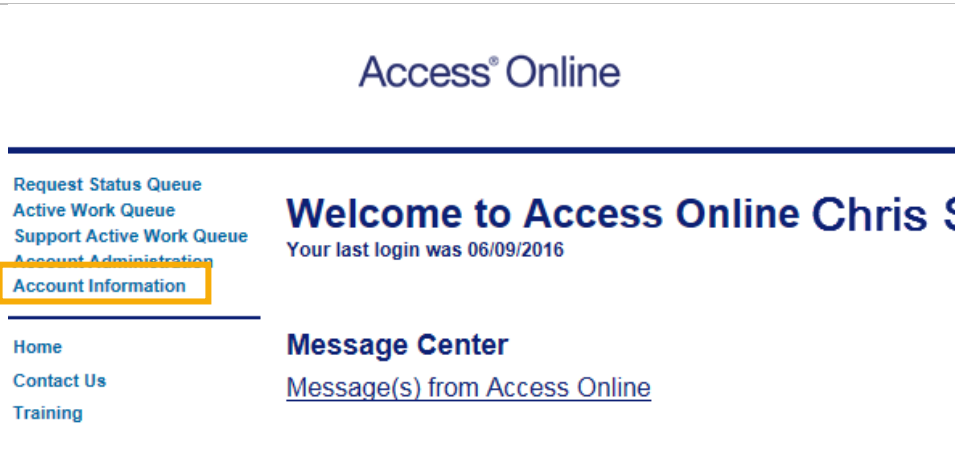 Access® Online
Request Status Queue
Active Work Queue
Support Active Work Queue
Account Administration
Account Information
Home
Contact Us
Training
Welcome to Access Online Chris S
Your last login was 06/09/2016
Message Center
Message(s) from Access Online